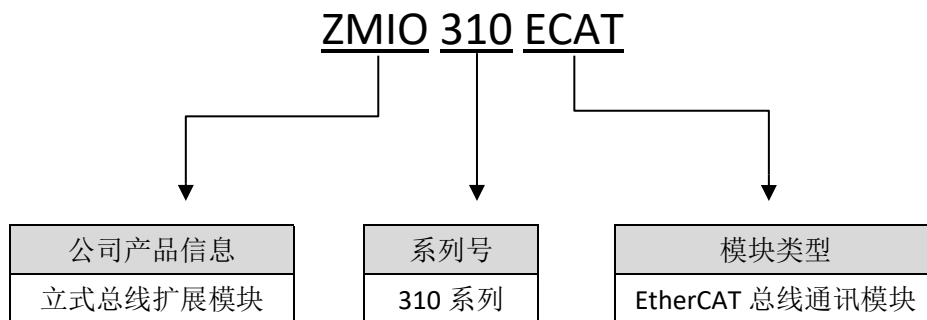 ZMIO 310 ECAT
公司产品信息
立式总线扩展模块
系列号
310 系列
模块类型
EtherCAT 总线通讯模块